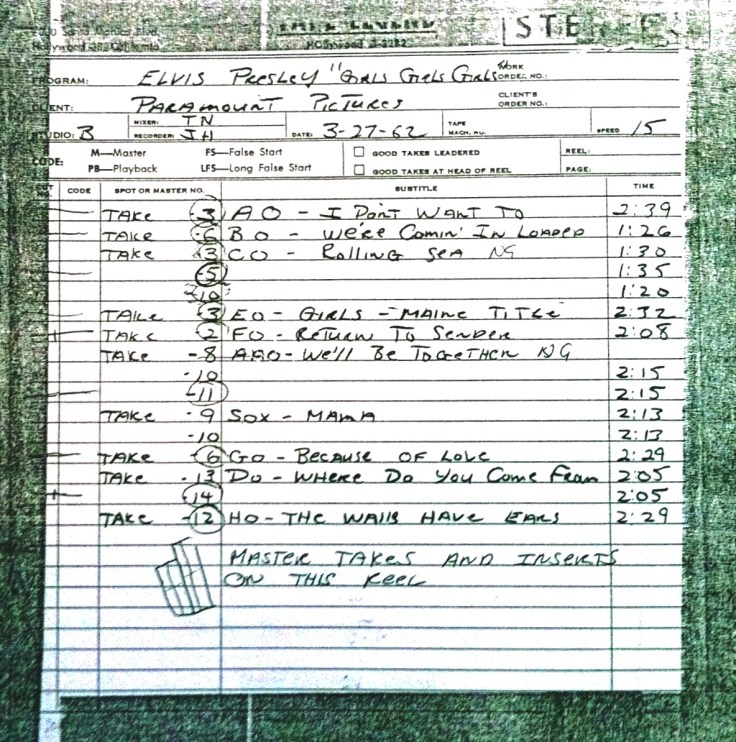 Hollywood 28, California
Hollywood 3-2282
STEREO
PROGRAM: ELVIS PRESLEY "GIRLS GIRLS GIRLS WORK ORDER NO.:
CLIENT: PARAMOUNT PICTURES CLIENT'S ORDER NO.:
STUDIO: B MIXER: TN RECORDER: JH DATE: 3-27-62 TAPE MACH. NO. SPEED 15
CODE: M—Master FS—False Start GOOD TAKES LEADERED REEL:
PB—Playback LFS—Long False Start GOOD TAKES AT HEAD OF REEL PAGE:
CODE SPOT OR MASTER NO. SUBTITLE TIME
TAKE -3 AO - I DON'T WANT TO 2:39
TAKE -6 BO - WE'RE COMIN' IN LOADED 1:26
TAKE 3 CO - ROLLING SEA NG 1:30
-5 1:35
-10 1:20
TAKE -3 EO - GIRLS - MAINE TITLE 2:32
TAKE 2 FO - RETURN TO SENDER 2:08
TAKE -8 AAO - WE'll BE TOGETHER NG
-10 2:15
-11 2:15
TAKE -9 SOX - MAMA 2:13
-10 2:13
TAKE -6 GO - BECAUSE OF LOVE 2:29
TAKE -13 DO - WHERE DO YOU COME FROM 2:05
-14 2:05
TAKE -12 HO - THE WALLS HAVE EARS 2:29
MASTER TAKES AND INSERTS
ON THIS REEL